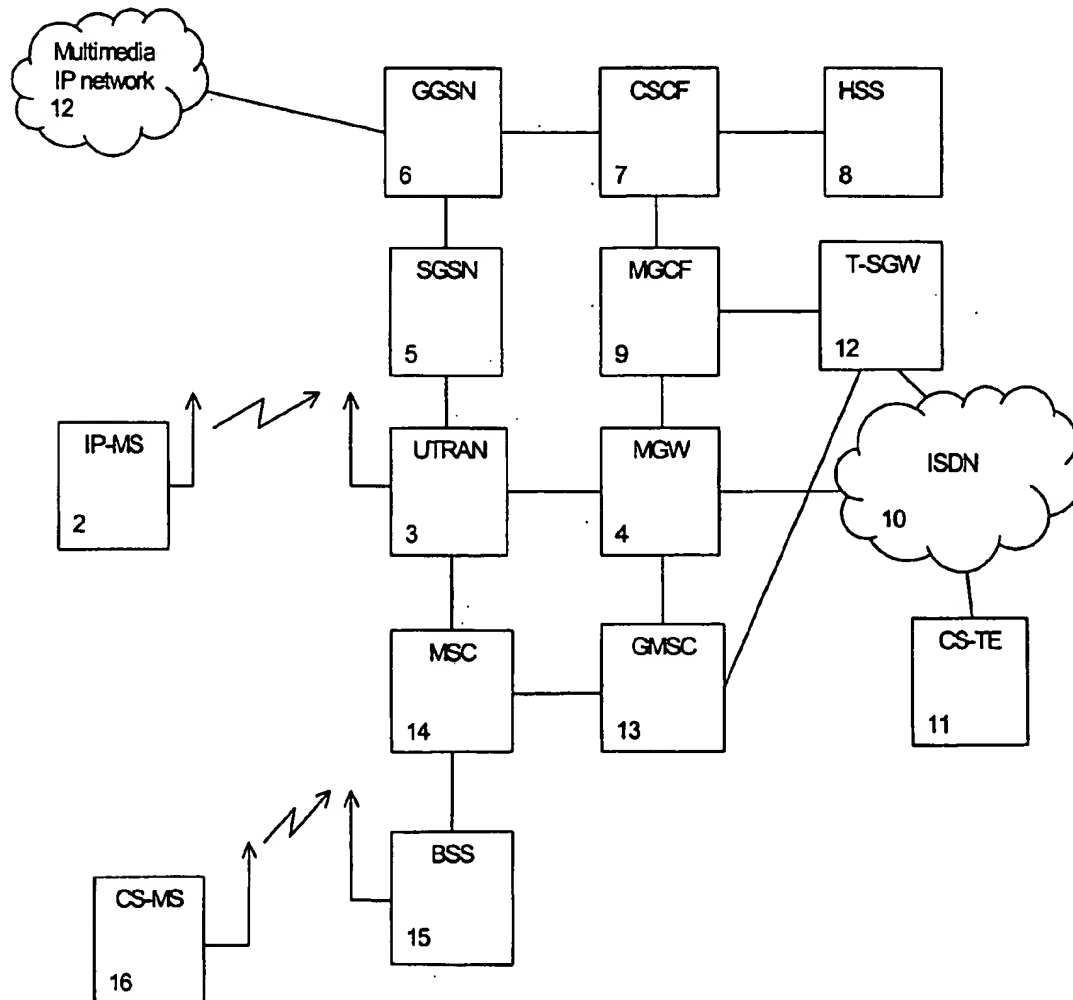 Multimedia
IP network
12
GGSN
6
CSCF
7
HSS
8
SGSN
5
MGCF
9
T-SGW
12
IP-MS
2
UTRAN
3
MGW
4
ISDN
10
MSC
14
GMSC
13
CS-TE
11
BSS
15
CS-MS
16